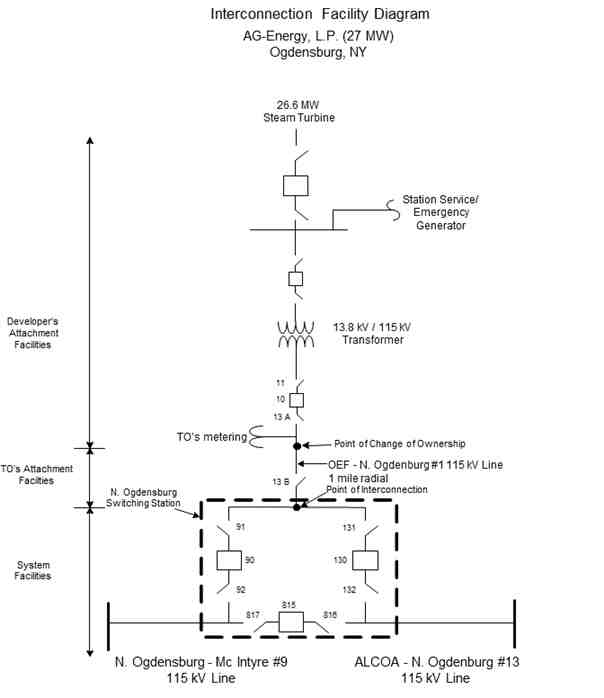 Interconnection Facility Diagram
AG-Energy, L.P. (27 MW)
Ogdensburg, NY
26.6 MW
Steam Turbine
Station Service/
Emergency
Generator
Developer's
Attachment
Facilities
13.8 kV / 115 kV
Transformer
11
10
13 A
TO's metering
Point of Change of Ownership
TO's Attachment
Facilties
OEF - N. Ogdenburg #1 115 kV Line
1 mile radial
13 B
Point of Interconnection
N. Ogdensburg
Switching Station
91
131
90
130
System
Facilities
92
132
817
815
816
N. Ogdensburg - Mc Intyre #9
115 kV Line
ALCOA - N. Ogdenburg #13
115 kV Line